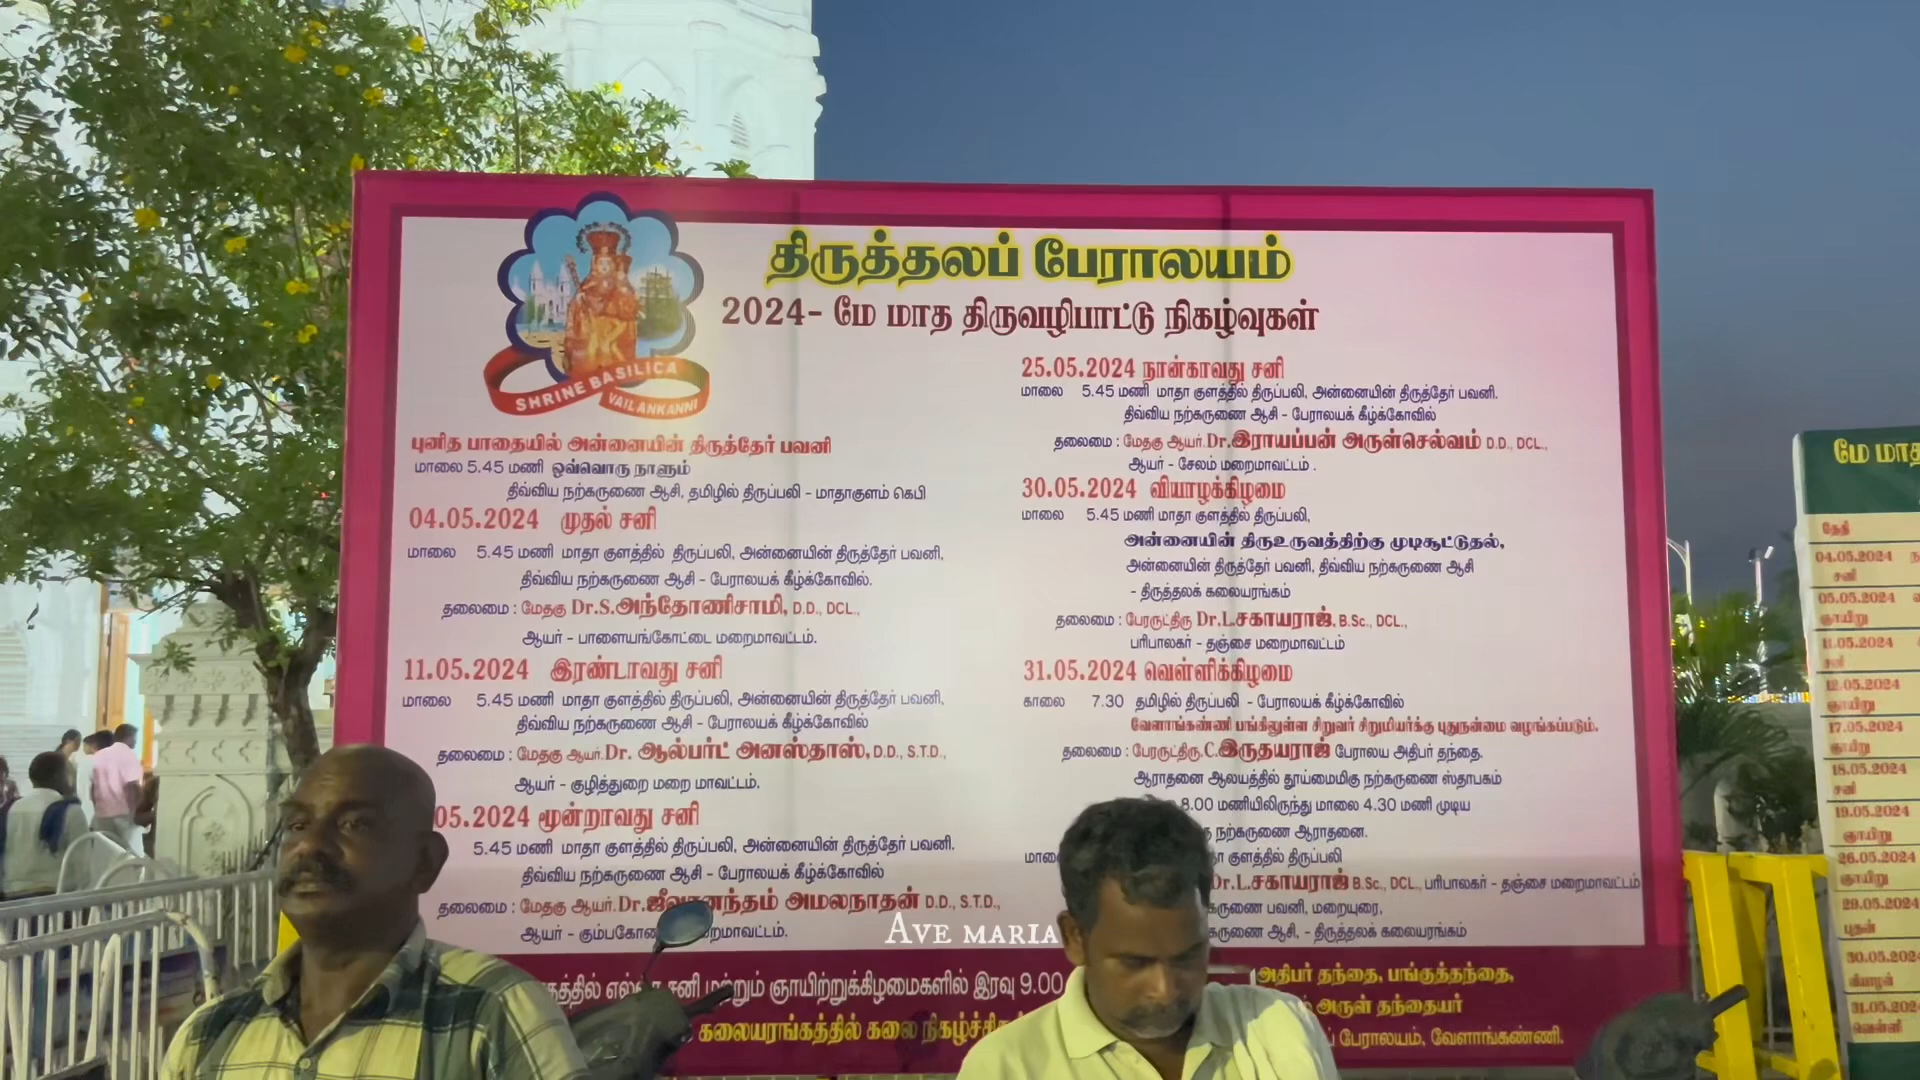 திருத்தலப் பேராலயம்
2024- மே மாத திருவழிபாட்டு நிகழ்வுகள்
SHRINE BASILICA
VAILANKANNI
புனித பாதையில் அன்னையின் திருத்தேர் பவனி
மாலை 5.45 மணி ஒவ்வொரு நாளும்
திவ்விய நற்கருணை ஆசி, தமிழில் திருப்பலி - மாதாகுளம் கெபி
04.05.2024 முதல் சனி
மாலை 5.45 மணி மாதா குளத்தில் திருப்பலி, அன்னையின் திருத்தேர் பவனி,
திவ்விய நற்கருணை ஆசி - பேராலயக் கீழ்க்கோவில்.
தலைமை : மேதகு Dr.S.அந்தோணிசாமி, D.D., DCL.,
ஆயர் - பாளையங்கோட்டை மறைமாவட்டம்.
11.05.2024 இரண்டாவது சனி
மாலை 5.45 மணி மாதா குளத்தில் திருப்பலி, அன்னையின் திருத்தேர் பவனி,
திவ்விய நற்கருணை ஆசி - பேராலயக் கீழ்க்கோவில்
தலைமை : மேதகு ஆயர். Dr. ஆல்பர்ட் அனஸ்தாஸ், D.D., S.T.D.,
ஆயர் - குழித்துறை மறை மாவட்டம்.
05.2024 மூன்றாவது சனி
5.45 மணி மாதா குளத்தில் திருப்பலி, அன்னையின் திருத்தேர் பவனி.
திவ்விய நற்கருணை ஆசி - பேராலயக் கீழ்க்கோவில்
தலைமை : மேதகு ஆயர். Dr. அமலநாதன் D.D., S.T.D.,
ஆயர் -
25.05.2024 நான்காவது சனி
மாலை 5.45 மணி மாதா குளத்தில் திருப்பலி, அன்னையின் திருத்தேர் பவனி.
திவ்விய நற்கருணை ஆசி - பேராலயக் கீழ்க்கோவில்
தலைமை : மேதகு ஆயர். Dr.இராயப்பன் அருள்செல்வம் D.D., DCL.,
ஆயர் - சேலம் மறைமாவட்டம் .
30.05.2024 வியாழக்கிழமை
மாலை 5.45 மணி மாதா குளத்தில் திருப்பலி,
அன்னையின் திருஉருவத்திற்கு முடிசூட்டுதல்,
அன்னையின் திருத்தேர் பவனி, திவ்விய நற்கருணை ஆசி
- திருத்தலக் கலையரங்கம்
தலைமை : பேரருட்திரு Dr.L.சகாயராஜ், B.Sc., DCL.,
பரிபாலகர் - தஞ்சை மறைமாவட்டம்
31.05.2024 வெள்ளிக்கிழமை
காலை 7.30 தமிழில் திருப்பலி - பேராலயக் கீழ்க்கோவில்
வேளாங்கண்ணி பங்கிலுள்ள சிறுவர் சிறுமியர்க்கு புதுநன்மை வழங்கப்படும்.
தலைமை : பேரருட்திரு.C.இருதயராஜ் பேராலய அதிபர் தந்தை.
ஆராதனை ஆலயத்தில் தூய்மைமிகு நற்கருணை ஸ்தாபகம்
8.00 மணியிலிருந்து மாலை 4.30 மணி முடிய
நற்கருணை ஆராதனை.
குளத்தில் திருப்பலி
Dr.L.சகாயராஜ் B.Sc., DCL., பரிபாலகர் - தஞ்சை மறைமாவட்டம்
பவனி, மறையுரை,
ஆசி, - திருத்தலக் கலையரங்கம்
AVE MARIA
சனி மற்றும் ஞாயிற்றுக்கிழமைகளில் இரவு 9.00
கலையரங்கத்தில் கலை
அதிபர் தந்தை, பங்குத்தந்தை,
அருள் தந்தையர்
பேராலயம், வேளாங்கண்ணி.
மே
தேதி
04.05.2024
சனி
05.05.2024
ஞாயிறு
11.05.2024
சனி
12.05.2024
ஞாயிறு
17.05.2024
ஞாயிறு
18.05.2024
சனி
19.05.2024
ஞாயிறு
26.05.2024
ஞாயிறு
29.05.2024
புதன்
30.05.2024
வியாழன்
31.05.2024
வெள்ளி